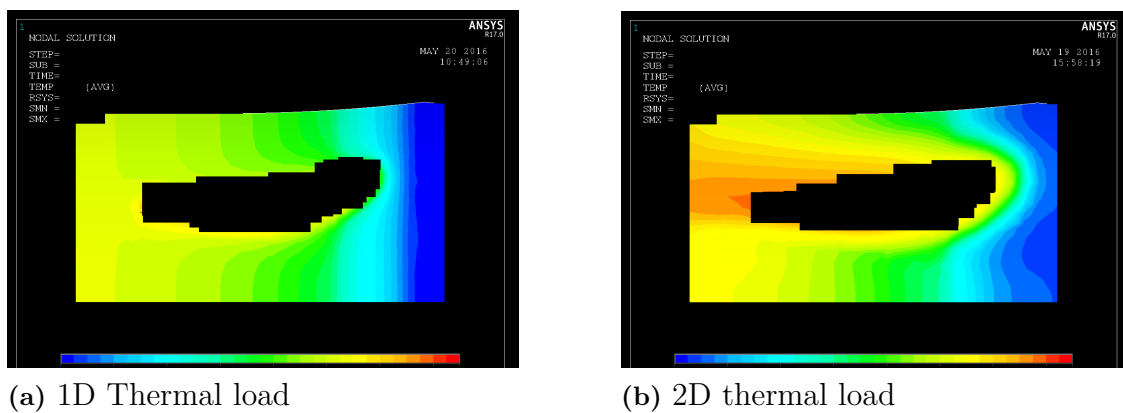 1
NODAL SOLUTION
STEP=
SUB =
TIME=
TEMP (AVG)
RSYS=
SMN =
SMX =
ANSYS
R17.0
MAY 20 2016
10:49:06
(a) 1D Thermal load
1
NODAL SOLUTION
STEP=
SUB =
TIME=
TEMP (AVG)
RSYS=
SMN =
SMX =
ANSYS
R17.0
MAY 19 2016
15:58:19
(b) 2D thermal load